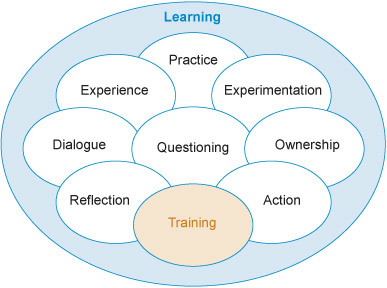 Learning
Practice
Experience
Experimentation
Dialogue
Questioning
Ownership
Reflection
Action
Training